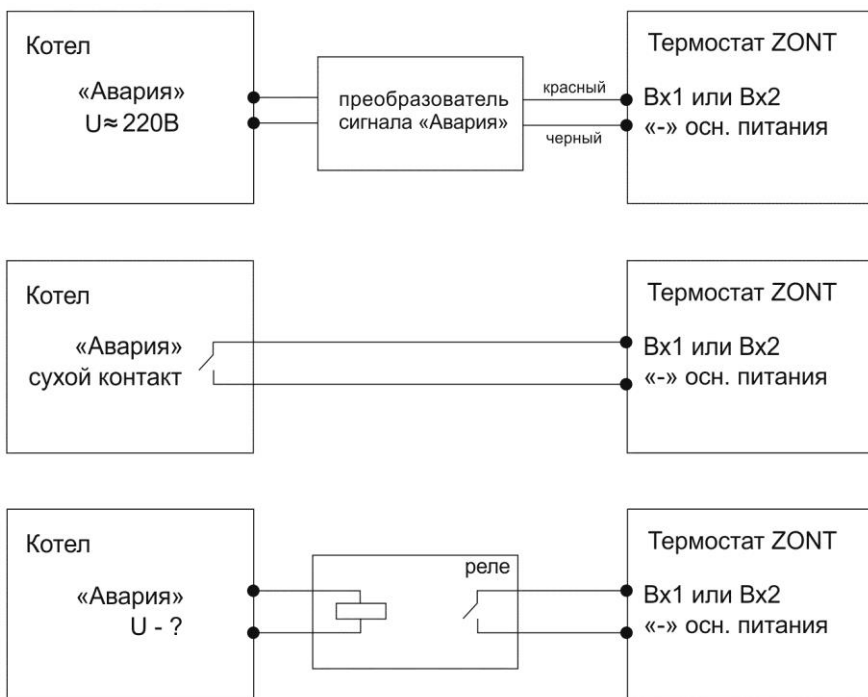 Котел
«Авария»
U≈ 220В
преобразователь
сигнала «Авария»
красный
черный
Термостат ZONT
Вх1 или Вх2
«-» осн. питания
Котел
«Авария»
сухой контакт
Термостат ZONT
Вх1 или Вх2
«-» осн. питания
Котел
«Авария»
U - ?
реле
Термостат ZONT
Вх1 или Вх2
«-» осн. питания